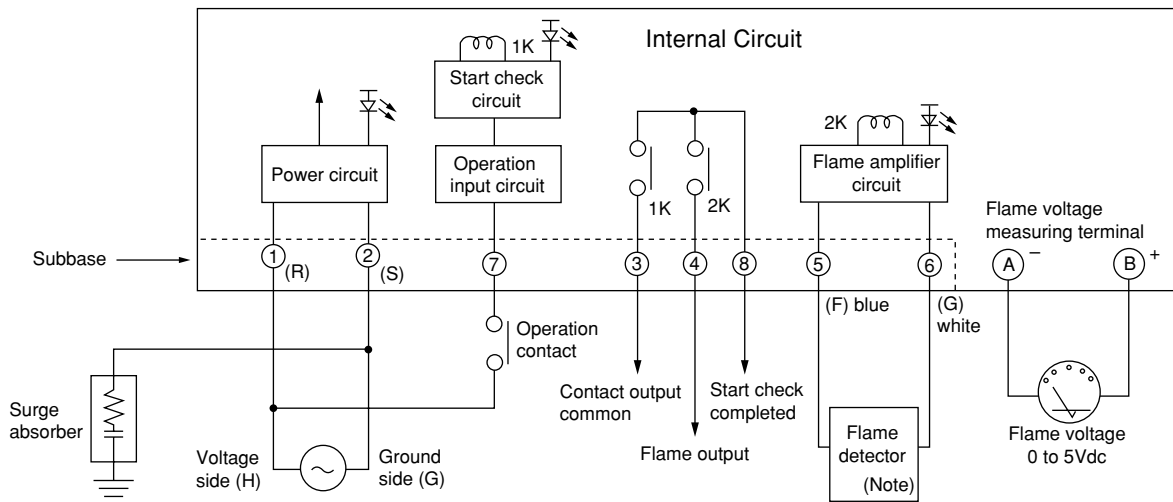 Internal Circuit
1K
Start check
circuit
Power circuit
Operation
input circuit
1K
2K
2K
Flame amplifier
circuit
Flame voltage
measuring terminal
Subbase
1
(R)
2
(S)
7
3
4
8
5
6
A
−
B
+
(F) blue
(G)
white
Operation
contact
Contact output
common
Start check
completed
Flame output
Surge
absorber
Voltage
side (H)
Ground
side (G)
Flame
detector
(Note)
Flame voltage
0 to 5Vdc